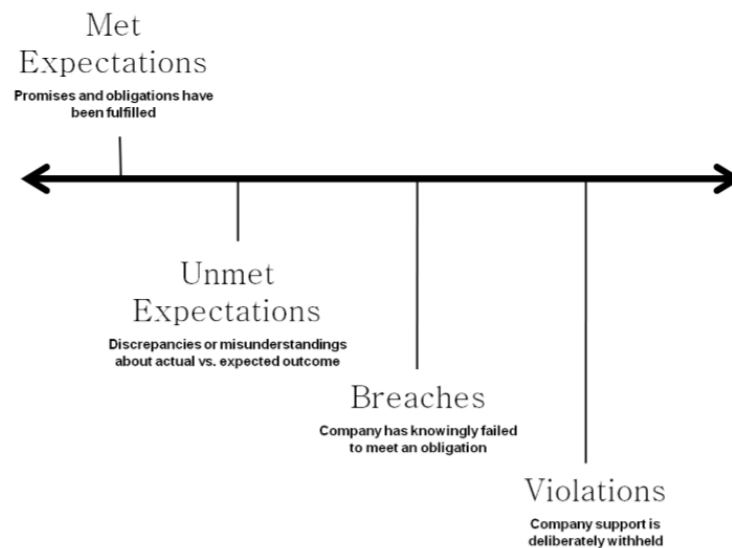 Met
Expectations
Promises and obligations have
been fulfilled
Unmet
Expectations
Discrepancies or misunderstandings
about actual vs. expected outcome
Breaches
Company has knowingly failed
to meet an obligation
Violations
Company support is
deliberately withheld